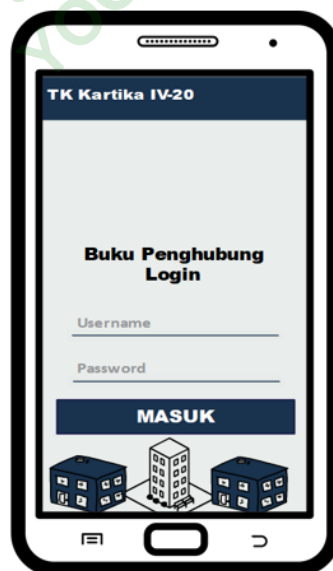 TK Kartika IV-20
Buku Penghubung
Login
Username
Password
MASUK